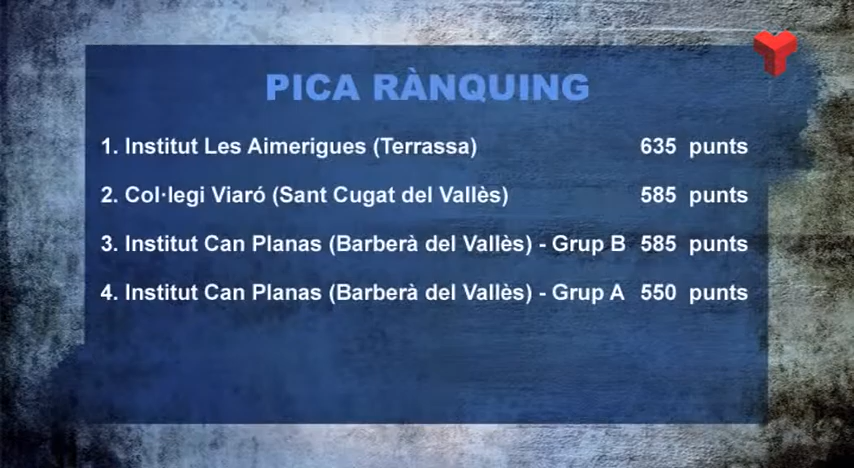 PICA RÀNQUING
1. Institut Les Aimerigues (Terrassa) 635 punts
2. Col·legi Viaró (Sant Cugat del Vallès) 585 punts
3. Institut Can Planas (Barberà del Vallès) - Grup B 585 punts
4. Institut Can Planas (Barberà del Vallès) - Grup A 550 punts